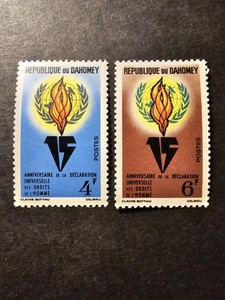 REPUBLIQUE DU DAHOMEY
15
POSTES
ANNIVERSAIRE DE LA DÉCLARATION
UNIVERSELLE
DES DROITS
DE L'HOMME
4F
CLAUDE BOTTIAU
DELRIEU
REPUBLIQUE DU DAHOMEY
15
POSTES
ANNIVERSAIRE DE LA DÉCLARATION
UNIVERSELLE
DES DROITS
DE L'HOMME
6F
CLAUDE BOTTIAU
DELRIEU